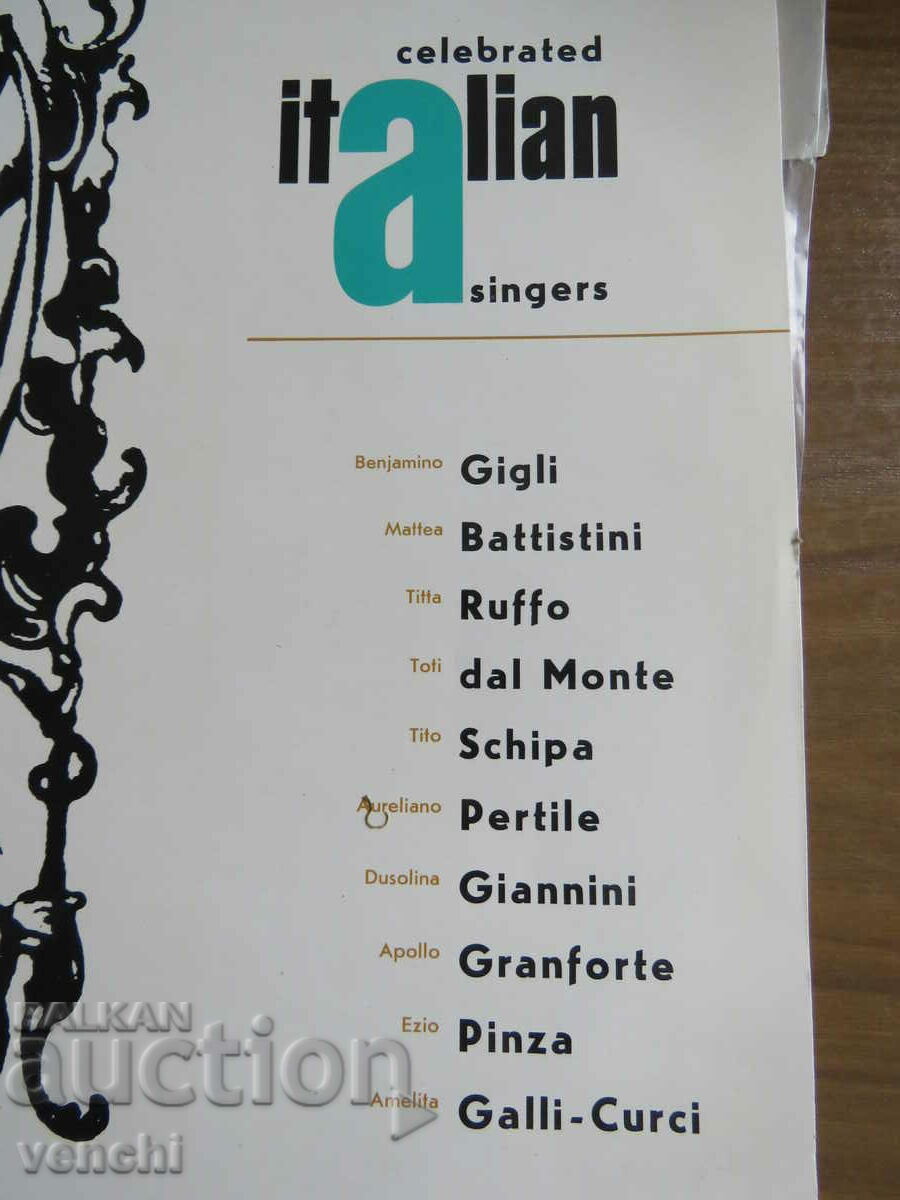 celebrated
italian
singers
Benjamino Gigli
Mattea Battistini
Titta Ruffo
Toti dal Monte
Tito Schipa
Aureliano Pertile
Dusolina Giannini
Apollo Granforte
Ezio Pinza
Amelita Galli-Curci
BALKAN
auction
venchi